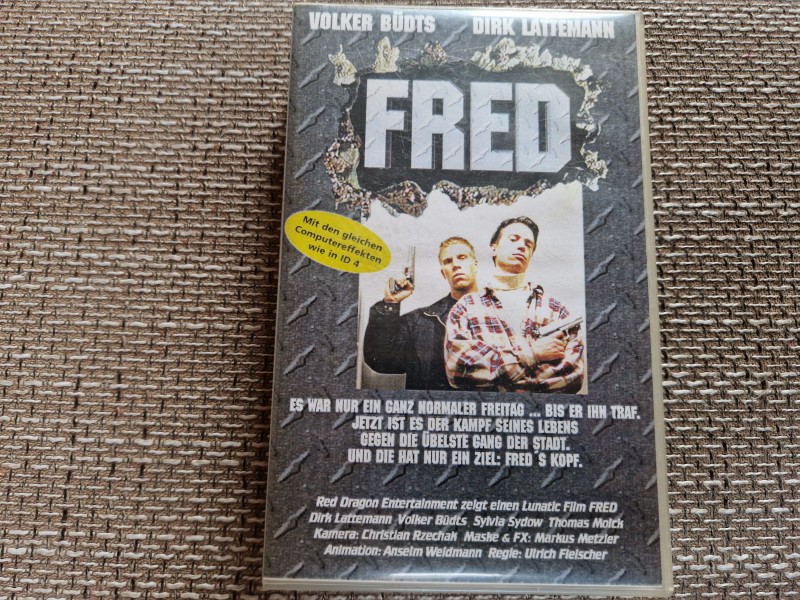 VOLKER BÜDTS DIRK LATTEMANN
FRED
Mit den gleichen
Computereffekten
wie in ID 4
ES WAR NUR EIN GANZ NORMALER FREITAG ... BIS ER IHN TRAF.
JETZT IST ES DER KAMPF SEINES LEBENS
GEGEN DIE ÜBELSTE GANG DER STADT.
UND DIE HAT NUR EIN ZIEL: FRED´S KOPF.
Red Dragon Entertainment zeigt einen Lunatic Film FRED
Dirk Lattemann Volker Büdts Sylvia Sydow Thomas Molck
Kamera: Christian Rzechak Maske & FX: Markus Metzler
Animation: Anselm Weidmann Regie: Ulrich Fleischer